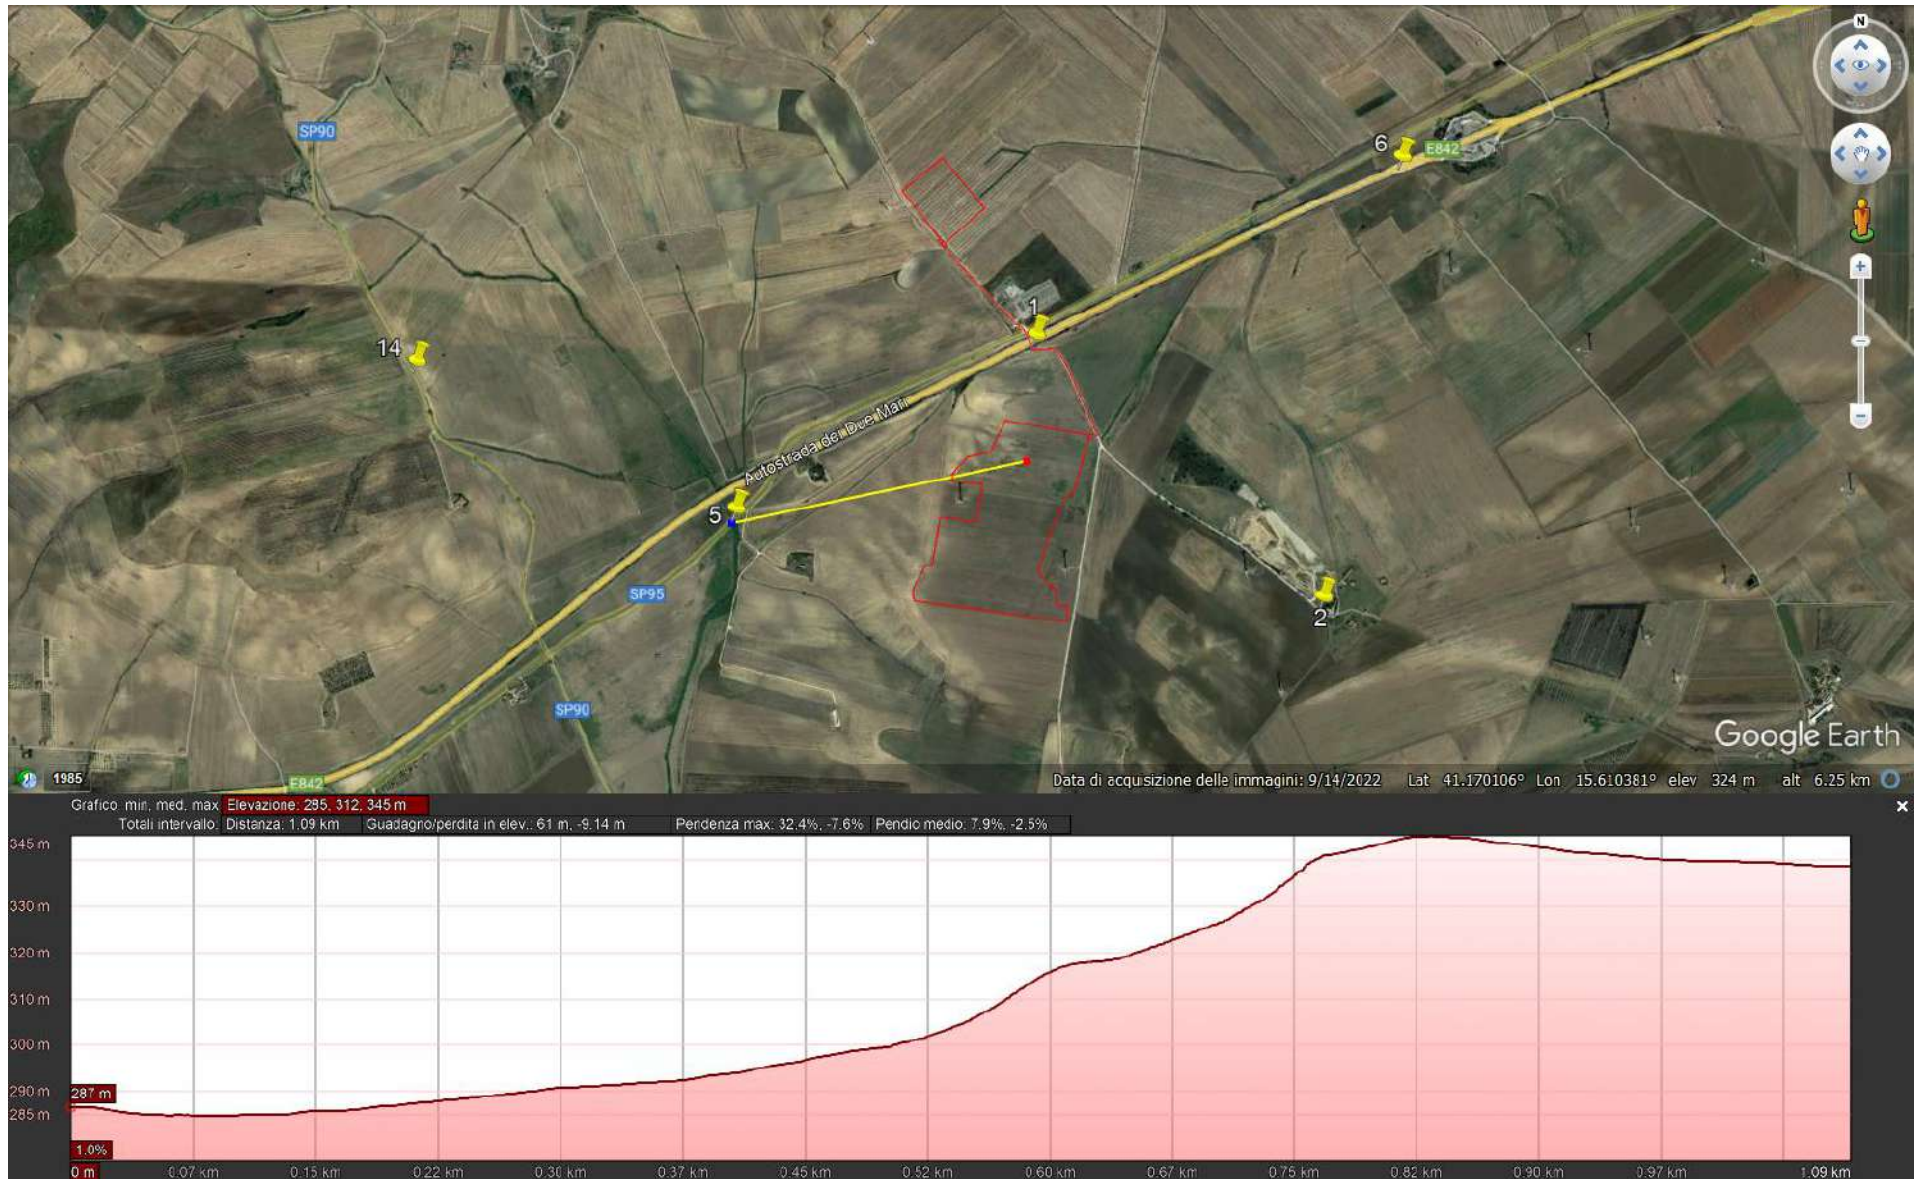 N
SP90
6
E842
1
14
Autostrada dei Due Mari
5
SP95
2
SP90
Google Earth
E842
1985
Data di acquisizione delle immagini: 9/14/2022 Lat 41.170106° Lon 15.610381° elev 324 m alt 6.25 km
Grafico: min, med, max Elevazione: 285, 312, 345 m
Totali intervallo: Distanza: 1.09 km Guadagno/perdita in elev.: 61 m, -9.14 m Pendenza max: 32.4%, -7.6% Pendio medio: 7.9%, -2.5%
345 m
330 m
320 m
310 m
300 m
290 m
287 m
285 m
1.0%
0 m 0.07 km 0.15 km 0.22 km 0.30 km 0.37 km 0.45 km 0.52 km 0.60 km 0.67 km 0.75 km 0.82 km 0.90 km 0.97 km 1.09 km